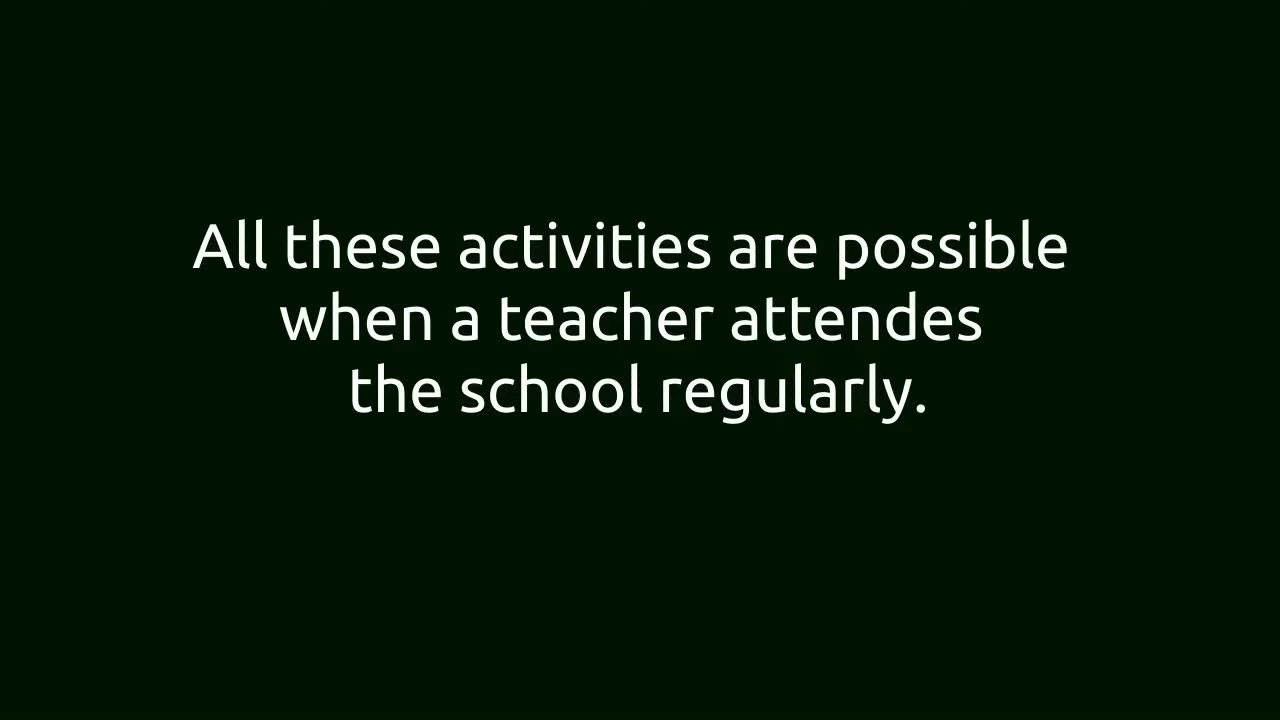 All these activities are possible
when a teacher attendes
the school regularly.